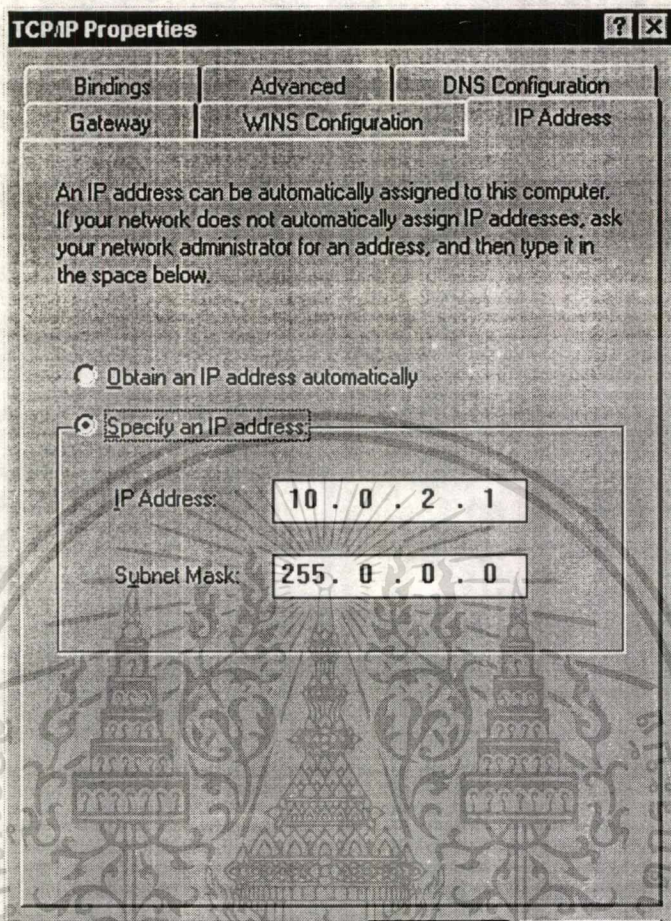 TCP/IP Properties
Bindings Advanced DNS Configuration
Gateway WINS Configuration IP Address
An IP address can be automatically assigned to this computer.
If your network does not automatically assign IP addresses, ask
your network administrator for an address, and then type it in
the space below.
Obtain an IP address automatically
Specify an IP address:
IP Address: 10 . 0 . 2 . 1
Subnet Mask: 255 . 0 . 0 . 0